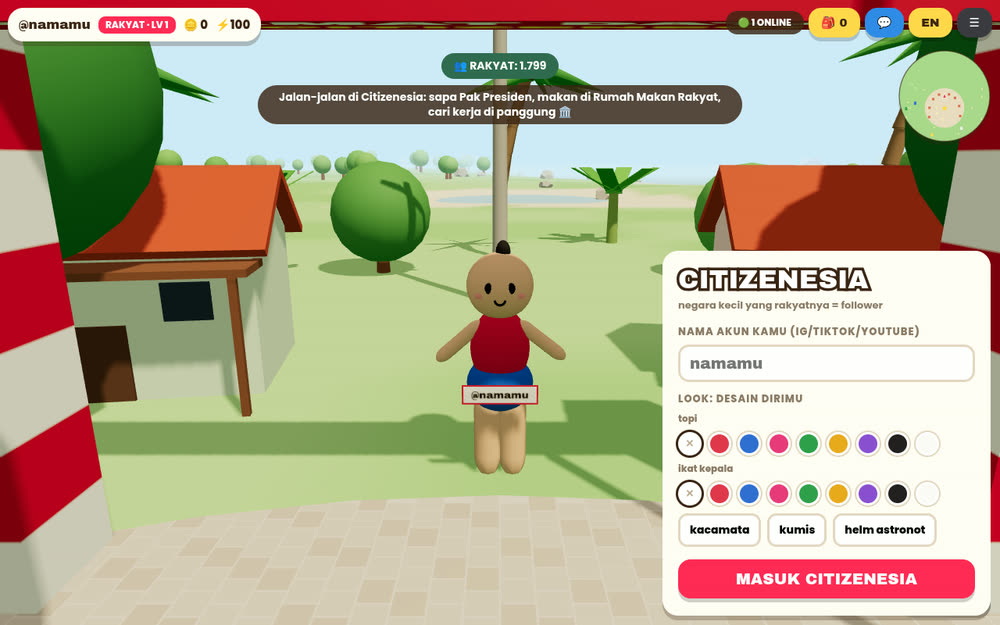 @namamu RAKYAT • LV 1 🪙 0 ⚡100
🟢 1 ONLINE 🎒 0 💬 EN ☰
👥 RAKYAT: 1.799
Jalan-jalan di Citizenesia: sapa Pak Presiden, makan di Rumah Makan Rakyat,
cari kerja di panggung 🏛️
@namamu
CITIZENESIA
negara kecil yang rakyatnya = follower
NAMA AKUN KAMU (IG/TIKTOK/YOUTUBE)
namamu
LOOK: DESAIN DIRIMU
topi
×
ikat kepala
×
kacamata kumis helm astronot
MASUK CITIZENESIA